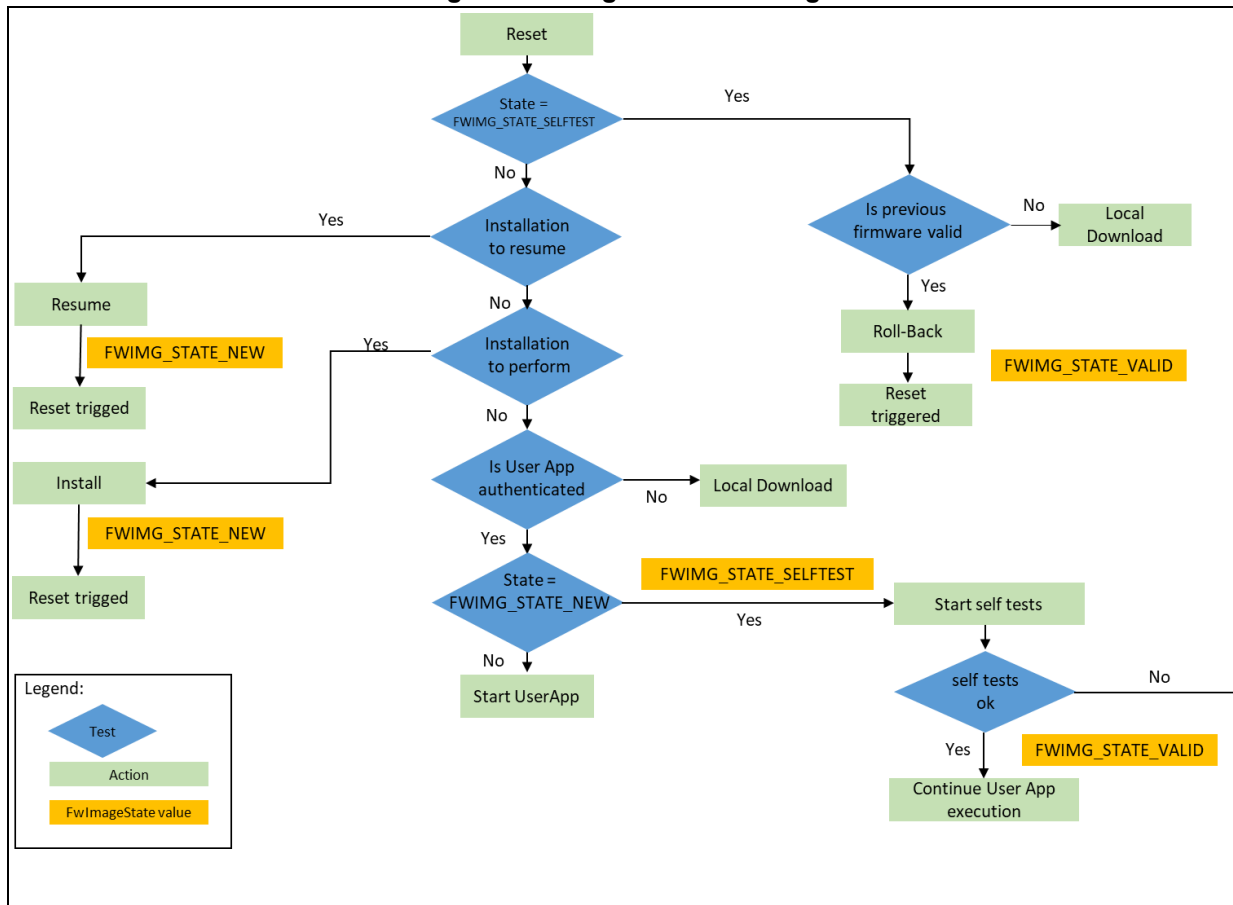 Reset
State =
FWIMG_STATE_SELFTEST
Yes
No
Installation
to resume
Yes
Is previous
firmware valid
No
Local
Download
Resume
No
Yes
FWIMG_STATE_NEW
Yes
Installation
to perform
Roll-Back
FWIMG_STATE_VALID
Reset trigged
Reset
triggered
No
Install
Is User App
authenticated
No
Local Download
FWIMG_STATE_NEW
Yes
Reset trigged
State =
FWIMG_STATE_NEW
FWIMG_STATE_SELFTEST
Yes
Start self tests
No
Start UserApp
self tests
ok
No
Yes
FWIMG_STATE_VALID
Continue User App
execution
Legend:
Test
Action
FwImageState value